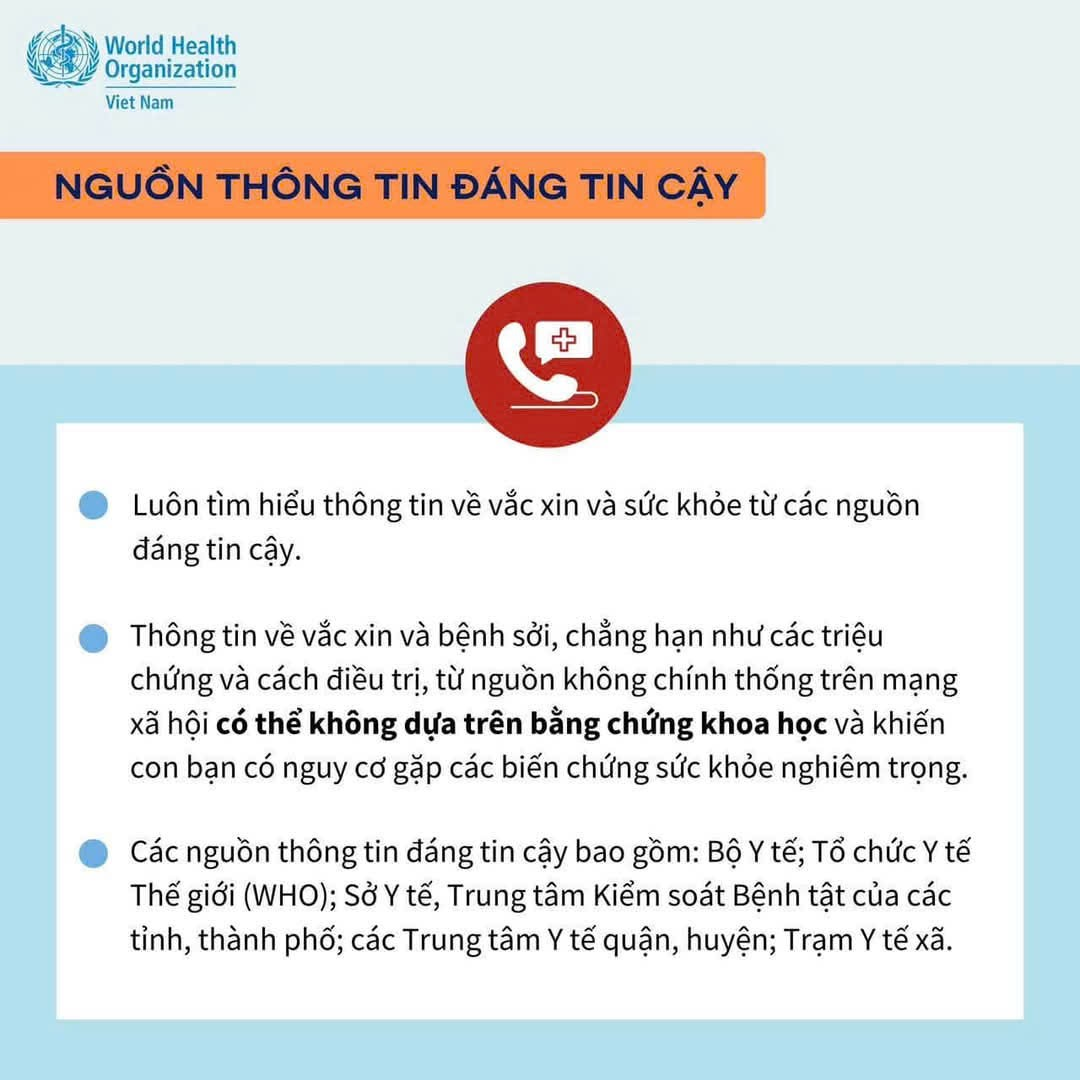 World Health
Organization
Viet Nam
NGUỒN THÔNG TIN ĐÁNG TIN CẬY
Luôn tìm hiểu thông tin về vắc xin và sức khỏe từ các nguồn
đáng tin cậy.
Thông tin về vắc xin và bệnh sởi, chẳng hạn như các triệu
chứng và cách điều trị, từ nguồn không chính thống trên mạng
xã hội có thể không dựa trên bằng chứng khoa học và khiến
con bạn có nguy cơ gặp các biến chứng sức khỏe nghiêm trọng.
Các nguồn thông tin đáng tin cậy bao gồm: Bộ Y tế; Tổ chức Y tế
Thế giới (WHO); Sở Y tế, Trung tâm Kiểm soát Bệnh tật của các
tỉnh, thành phố; các Trung tâm Y tế quận, huyện; Trạm Y tế xã.